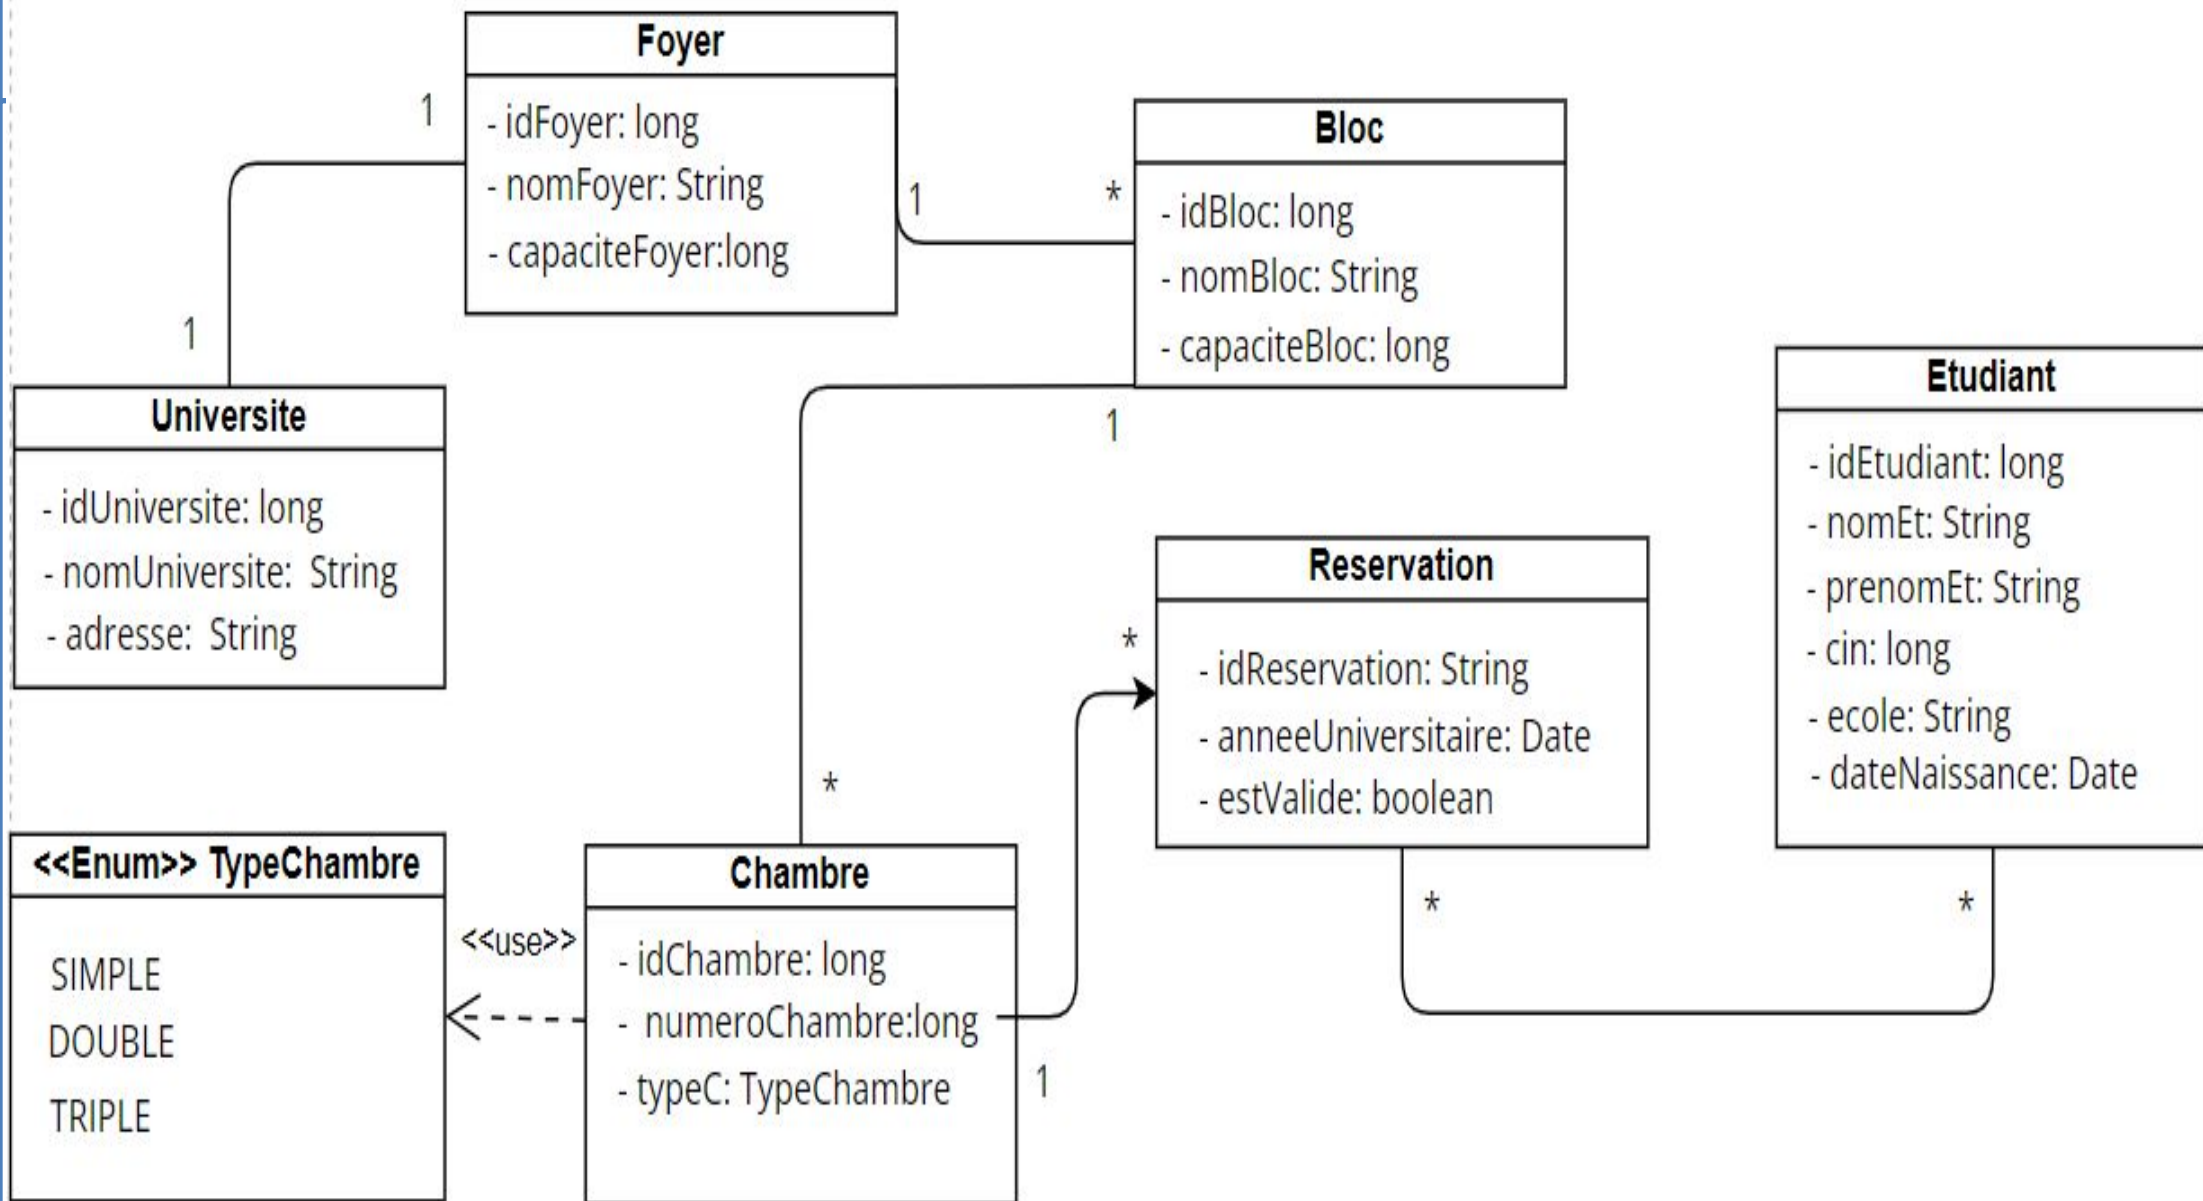 Foyer
- idFoyer: long
- nomFoyer: String
- capaciteFoyer:long
1
1
1
*
Bloc
- idBloc: long
- nomBloc: String
- capaciteBloc: long
1
*
Universite
- idUniversite: long
- nomUniversite: String
- adresse: String
Etudiant
- idEtudiant: long
- nomEt: String
- prenomEt: String
- cin: long
- ecole: String
- dateNaissance: Date
Reservation
- idReservation: String
- anneeUniversitaire: Date
- estValide: boolean
*
*
*
<<Enum>> TypeChambre
SIMPLE
DOUBLE
TRIPLE
<<use>>
Chambre
- idChambre: long
- numeroChambre:long
- typeC: TypeChambre
1